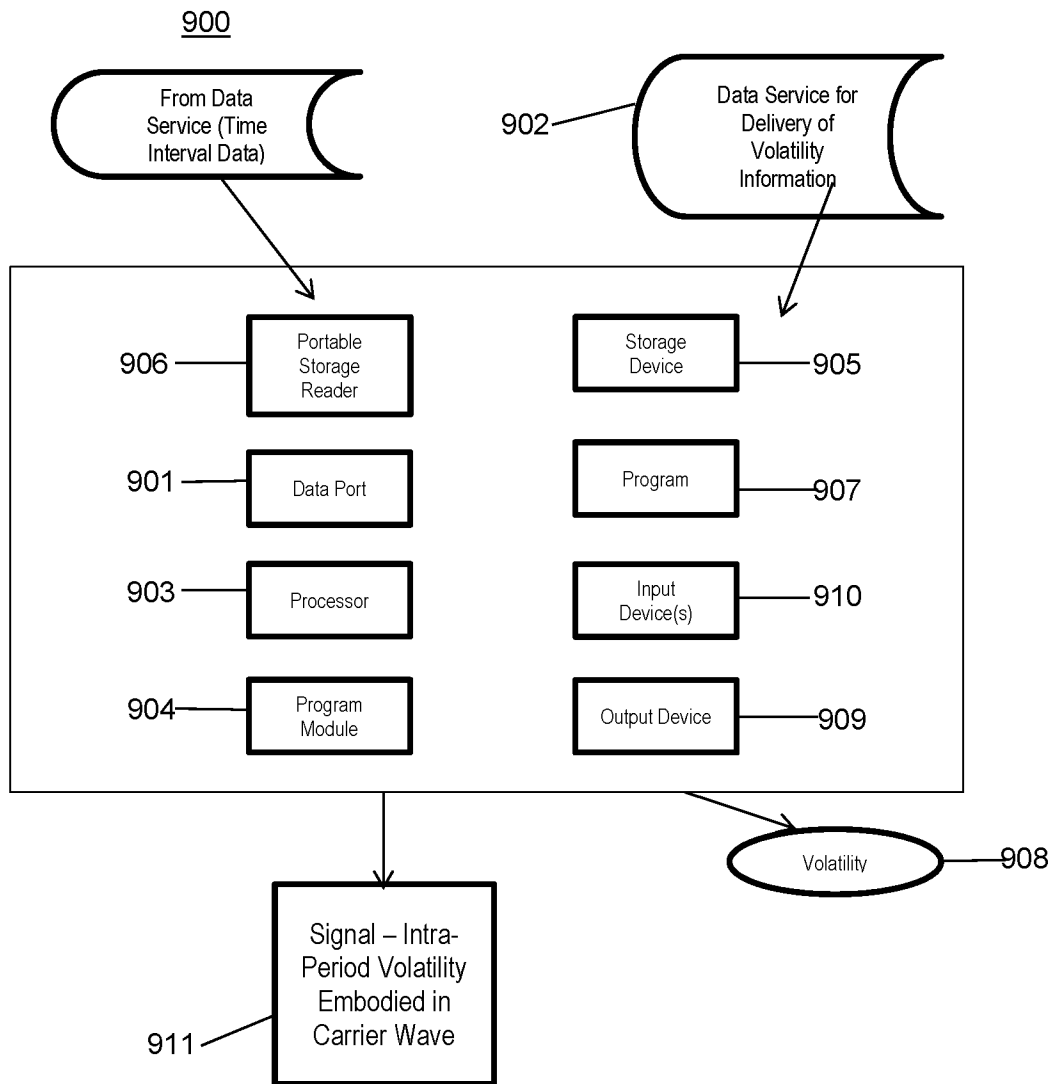 900
From Data
Service (Time
Interval Data)
902
Data Service for
Delivery of
Volatility
Information
906
Portable
Storage
Reader
Storage
Device
905
901
Data Port
Program
907
903
Processor
Input
Device(s)
910
904
Program
Module
Output Device
909
Volatility
908
Signal – Intra-
Period Volatility
Embodied in
Carrier Wave
911